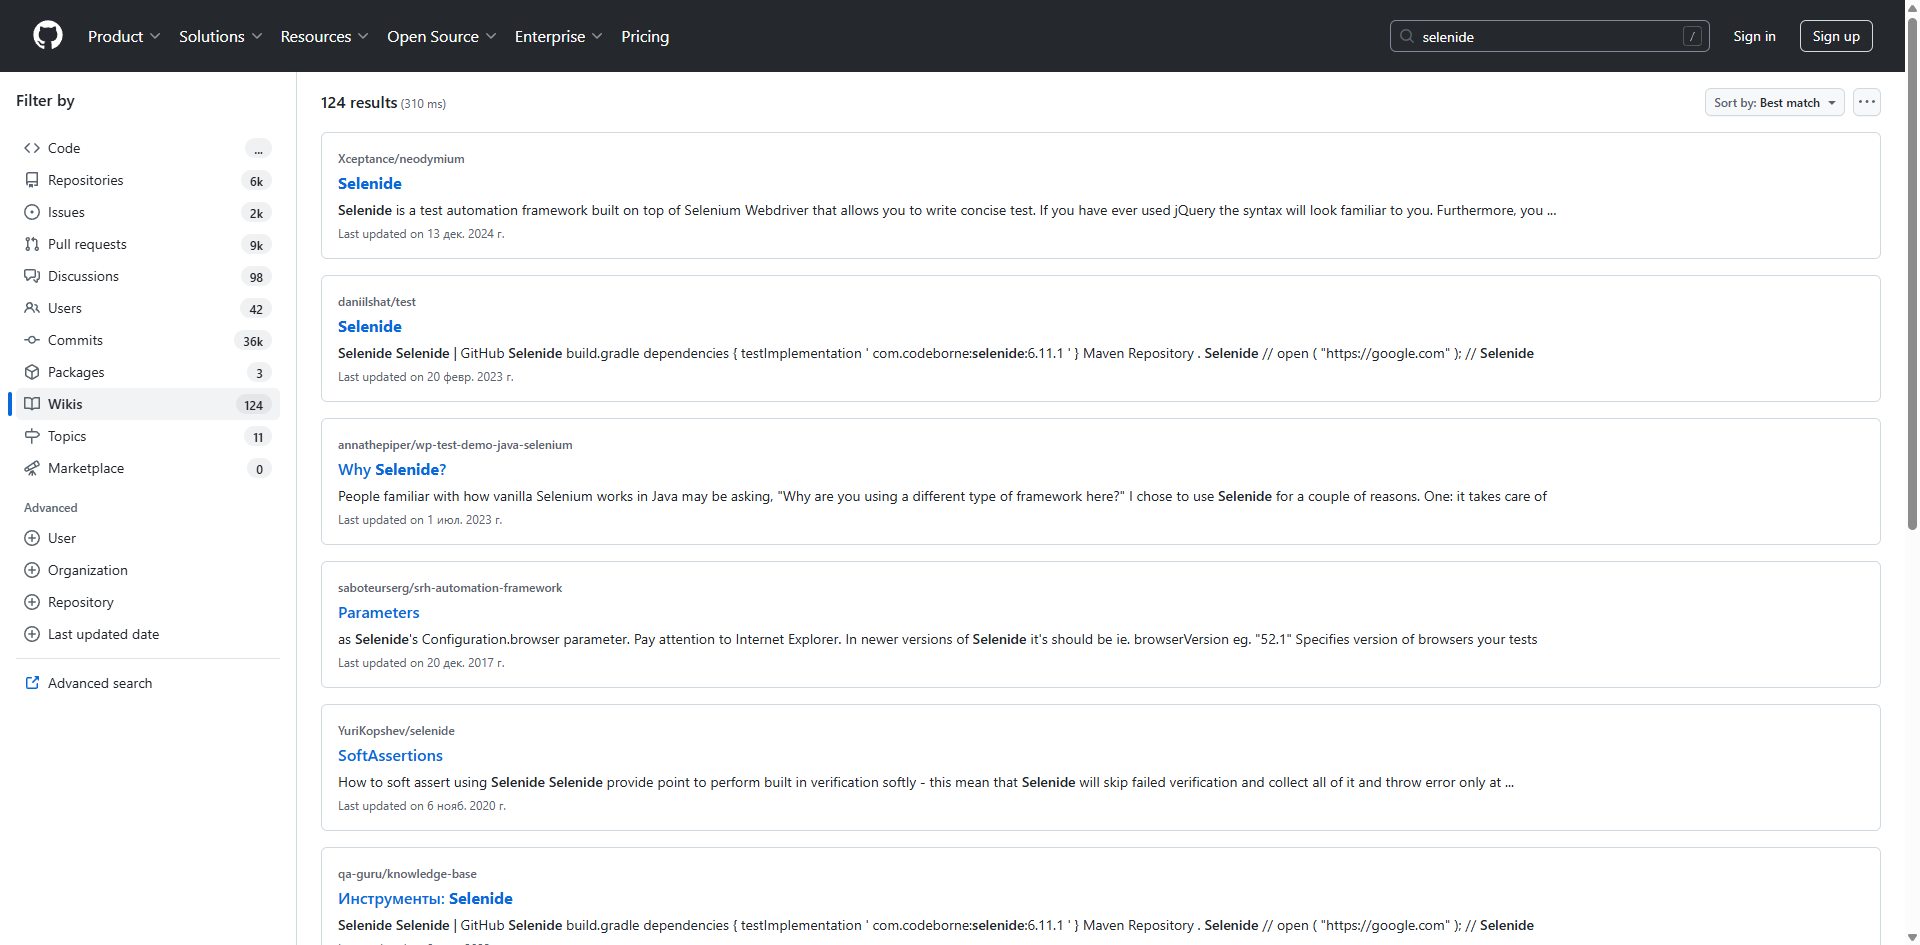 Product
Solutions
Resources
Open Source
Enterprise
Pricing
selenide
/
Sign in
Sign up
Filter by
Code ...
Repositories 6k
Issues 2k
Pull requests 9k
Discussions 98
Users 42
Commits 36k
Packages 3
Wikis 124
Topics 11
Marketplace 0
Advanced
User
Organization
Repository
Last updated date
Advanced search
124 results (310 ms)
Sort by: Best match
Xceptance/neodymium
Selenide
Selenide is a test automation framework built on top of Selenium Webdriver that allows you to write concise test. If you have ever used jQuery the syntax will look familiar to you. Furthermore, you ...
Last updated on 13 дек. 2024 г.
daniilshat/test
Selenide
Selenide Selenide | GitHub Selenide build.gradle dependencies { testImplementation ' com.codeborne:selenide:6.11.1 ' } Maven Repository . Selenide // open ( "https://google.com" ); // Selenide
Last updated on 20 февр. 2023 г.
annathepiper/wp-test-demo-java-selenium
Why Selenide?
People familiar with how vanilla Selenium works in Java may be asking, "Why are you using a different type of framework here?" I chose to use Selenide for a couple of reasons. One: it takes care of
Last updated on 1 июл. 2023 г.
saboteurserg/srh-automation-framework
Parameters
as Selenide's Configuration.browser parameter. Pay attention to Internet Explorer. In newer versions of Selenide it's should be ie. browserVersion eg. "52.1" Specifies version of browsers your tests
Last updated on 20 дек. 2017 г.
YuriKopshev/selenide
SoftAssertions
How to soft assert using Selenide Selenide provide point to perform built in verification softly - this mean that Selenide will skip failed verification and collect all of it and throw error only at ...
Last updated on 6 нояб. 2020 г.
qa-guru/knowledge-base
Инструменты: Selenide
Selenide Selenide | GitHub Selenide build.gradle dependencies { testImplementation ' com.codeborne:selenide:6.11.1 ' } Maven Repository . Selenide // open ( "https://google.com" ); // Selenide